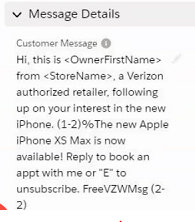 Message Details
Customer Message
Hi, this is <OwnerFirstName>
from <StoreName>, a Verizon
authorized retailer, following
up on your interest in the new
iPhone. (1-2)%The new Apple
iPhone XS Max is now
available! Reply to book an
appt with me or "E" to
unsubscribe. FreeVZWMsg (2-
2)